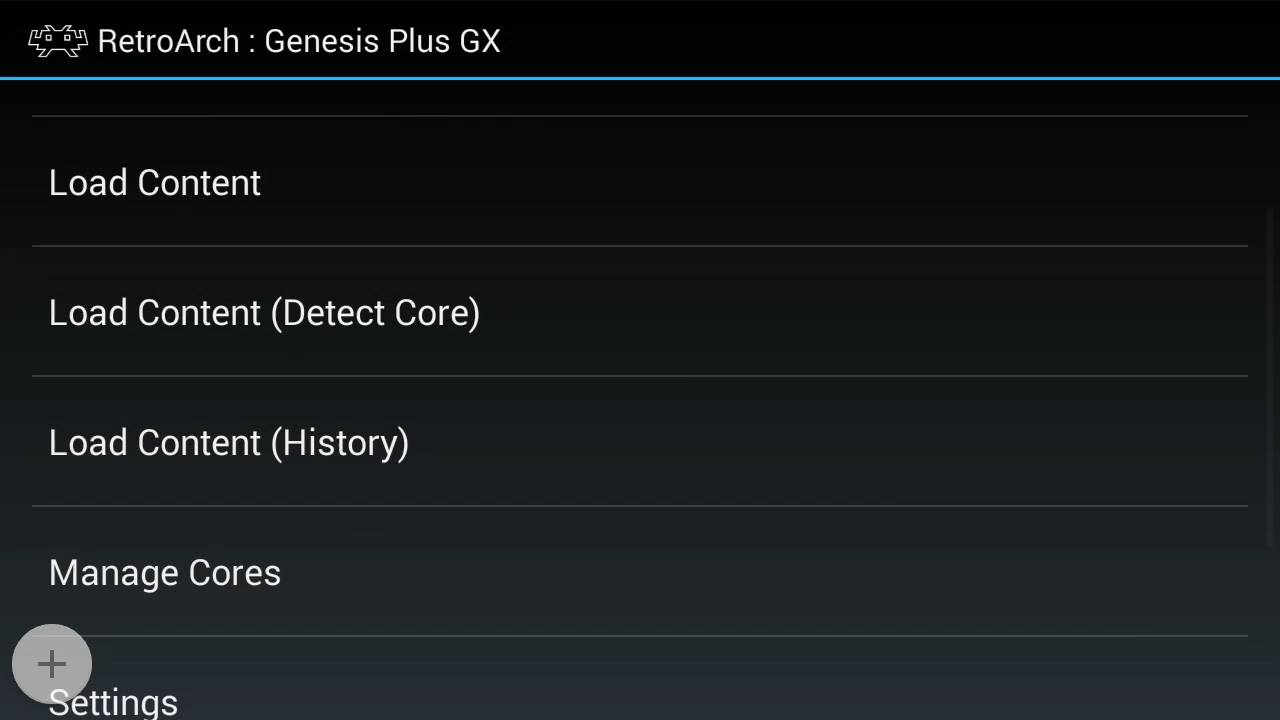 RetroArch : Genesis Plus GX
Load Content
Load Content (Detect Core)
Load Content (History)
Manage Cores
Settings